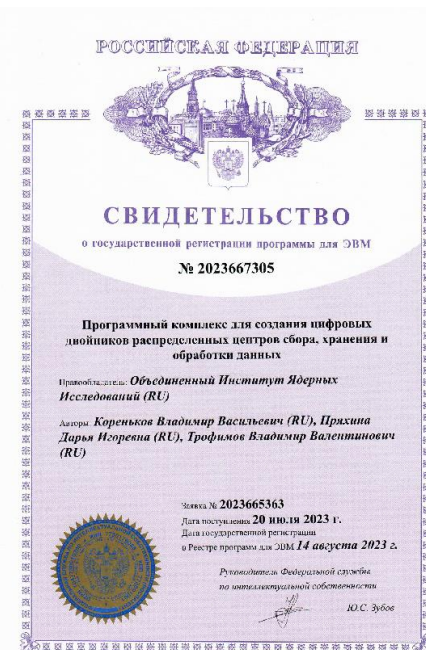 РОССИЙСКАЯ ФЕДЕРАЦИЯ
СВИДЕТЕЛЬСТВО
о государственной регистрации программы для ЭВМ
№ 2023667305
Программный комплекс для создания цифровых
двойников распределенных центров сбора, хранения и
обработки данных
Правообладатель: Объединенный Институт Ядерных
Исследований (RU)
Авторы: Кореньков Владимир Васильевич (RU), Пряхина
Дарья Игоревна (RU), Трофимов Владимир Валентинович
(RU)
Заявка № 2023665363
Дата поступления 20 июля 2023 г.
Дата государственной регистрации
в Реестре программ для ЭВМ 14 августа 2023 г.
Руководитель Федеральной службы
по интеллектуальной собственности
Ю.С. Зубов